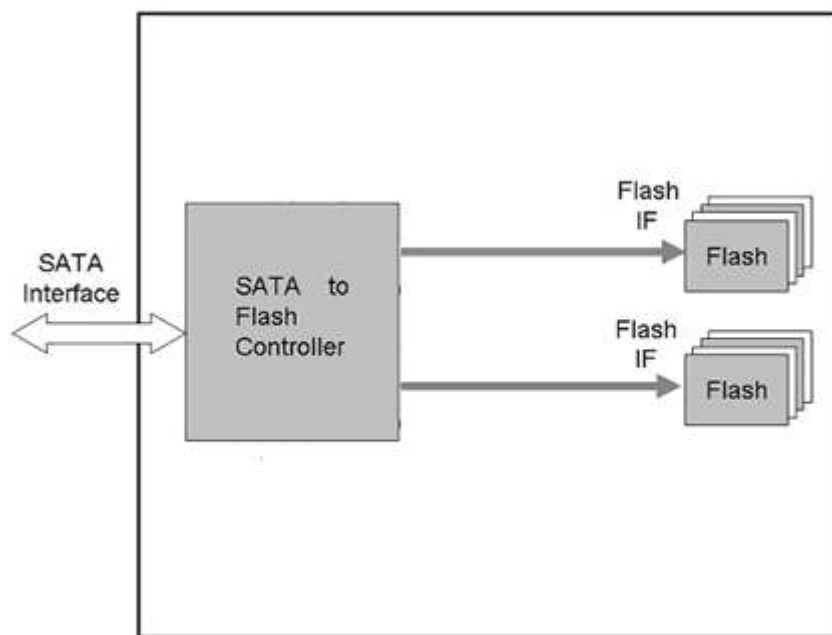 SATA
Interface
SATA to
Flash
Controller
Flash
IF
Flash
Flash
IF
Flash